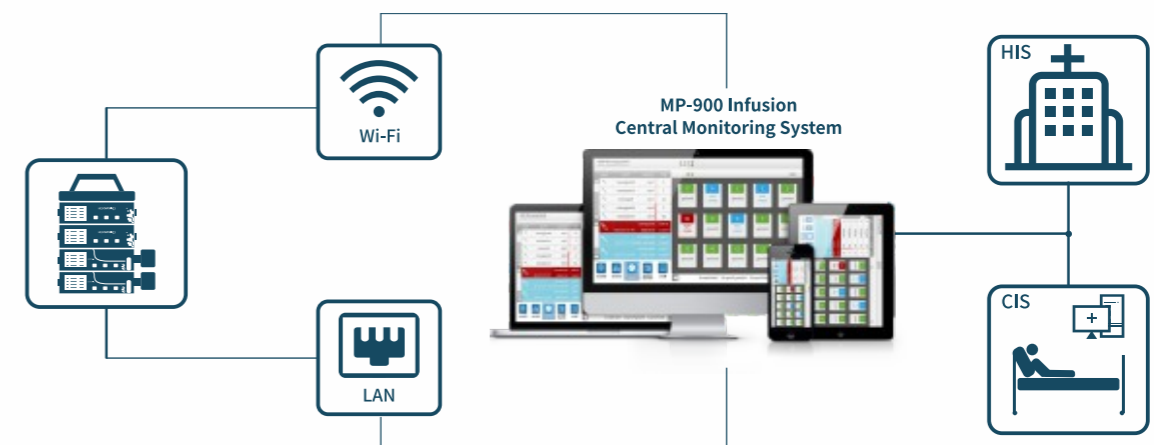 Wi-Fi
MP-900 Infusion
Central Monitoring System
HIS
LAN
CIS